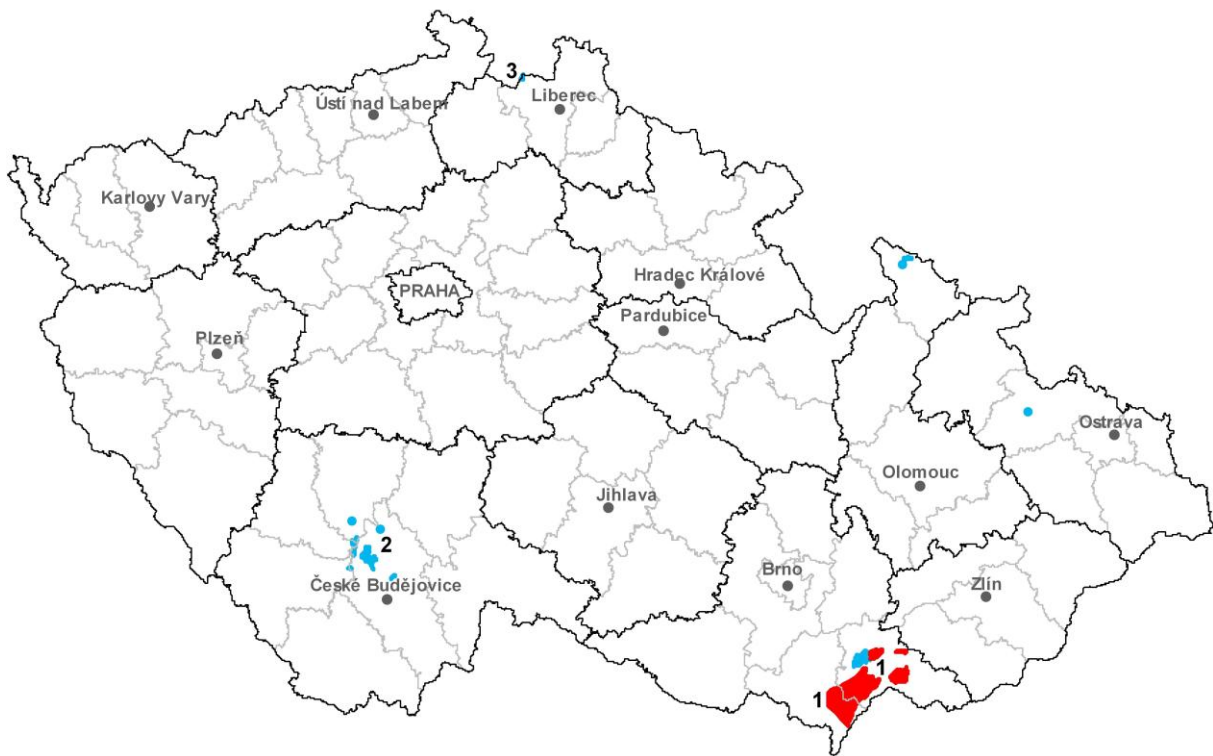 3
Liberec
Ústí nad Labem
Karlovy Vary
Hradec Králové
PRAHA
Pardubice
Plzeň
Ostrava
Olomouc
Jihlava
2
Brno
České Budějovice
Zlín
1
1